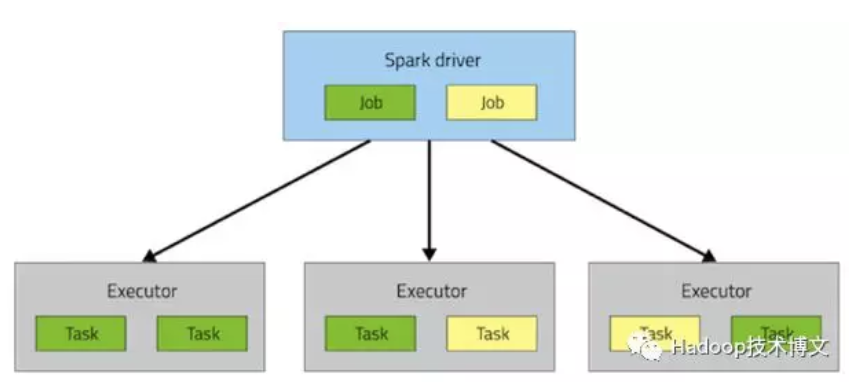 Spark driver
Job Job
Executor Executor Executor
Task Task Task Task Task Task
Hadoop技术博文